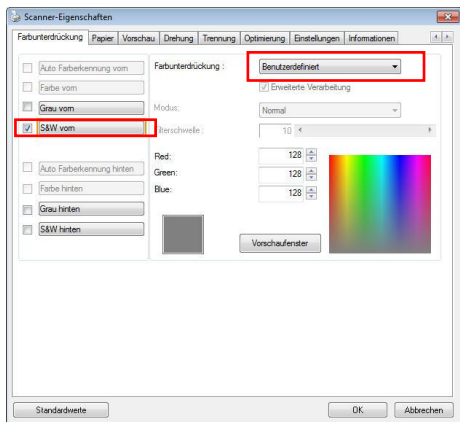 Scanner-Eigenschaften
Farbunterdrückung Papier Vorschau Drehung Trennung Optimierung Einstellungen Informationen
Auto Farberkennung vorn
Farbe vorn
Grau vorn
S&W vorn
Auto Farberkennung hinten
Farbe hinten
Grau hinten
S&W hinten
Farbunterdrückung : Benutzerdefiniert
Erweiterte Verarbeitung
Modus: Normal
ilterschwelle : 10
Red: 128
Green: 128
Blue: 128
Vorschaufenster
Standardwerte OK Abbrechen